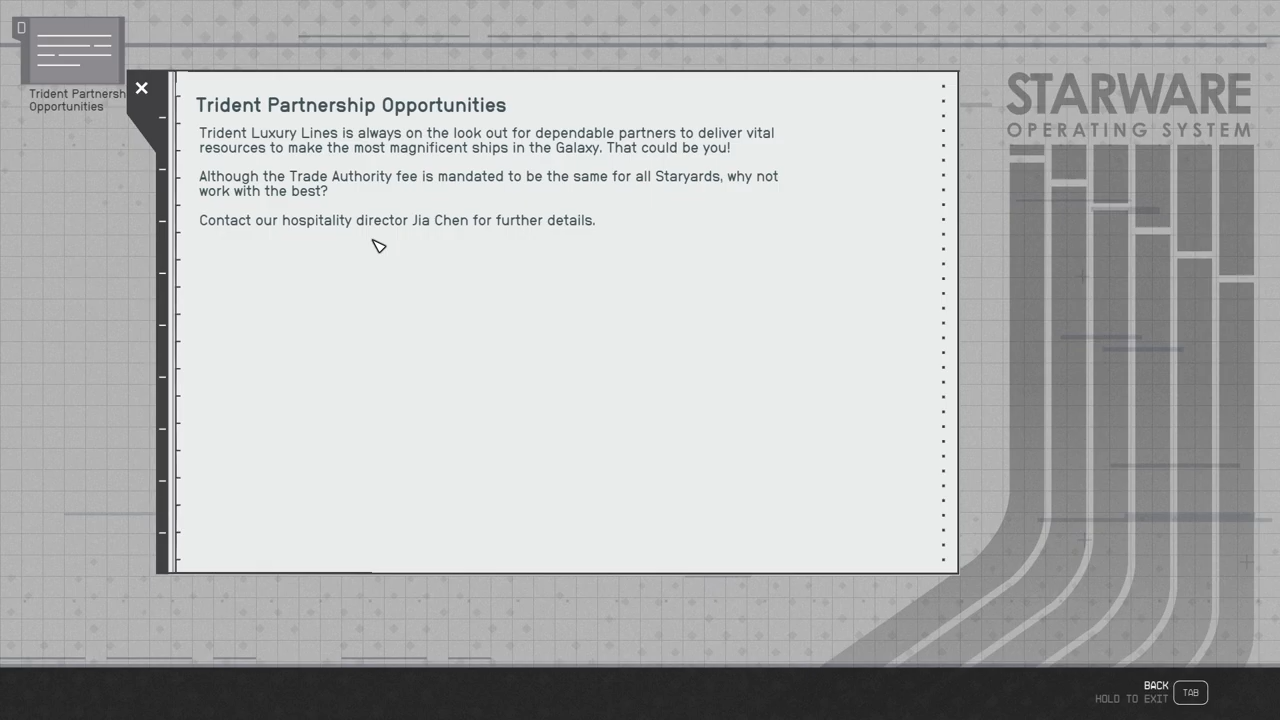 D
Trident Partnersh
Opportunities
Trident Partnership Opportunities
Trident Luxury Lines is always on the look out for dependable partners to deliver vital
resources to make the most magnificent ships in the Galaxy. That could be you!
Although the Trade Authority fee is mandated to be the same for all Staryards, why not
work with the best?
Contact our hospitality director Jia Chen for further details.
STARWARE
OPERATING SYSTEM
BACK
HOLD TO EXIT
TAB